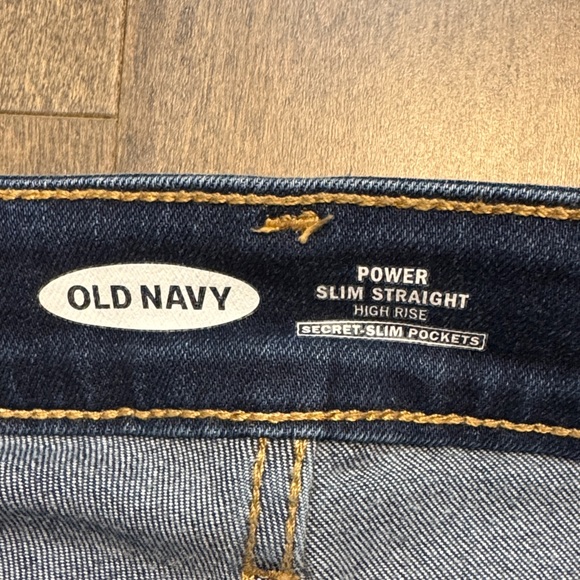 OLD NAVY
POWER
SLIM STRAIGHT
HIGH RISE
SECRET-SLIM POCKETS